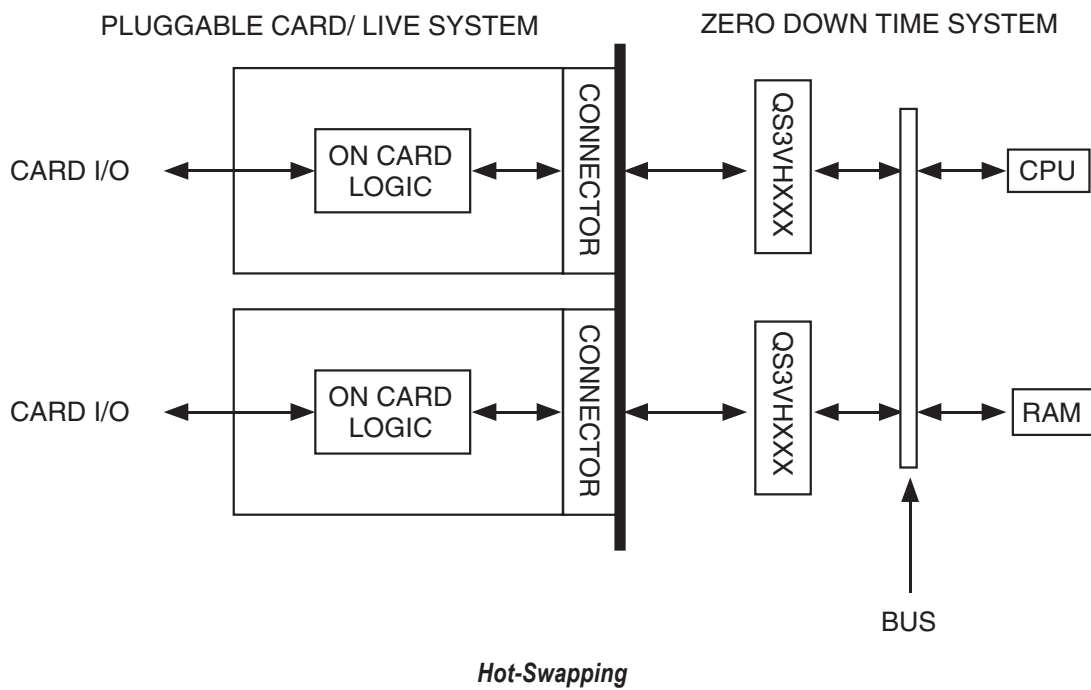 PLUGGABLE CARD/ LIVE SYSTEM
ZERO DOWN TIME SYSTEM
CARD I/O
ON CARD
LOGIC
CONNECTOR
QS3VHXXX
CPU
CARD I/O
ON CARD
LOGIC
CONNECTOR
QS3VHXXX
RAM
BUS
Hot-Swapping